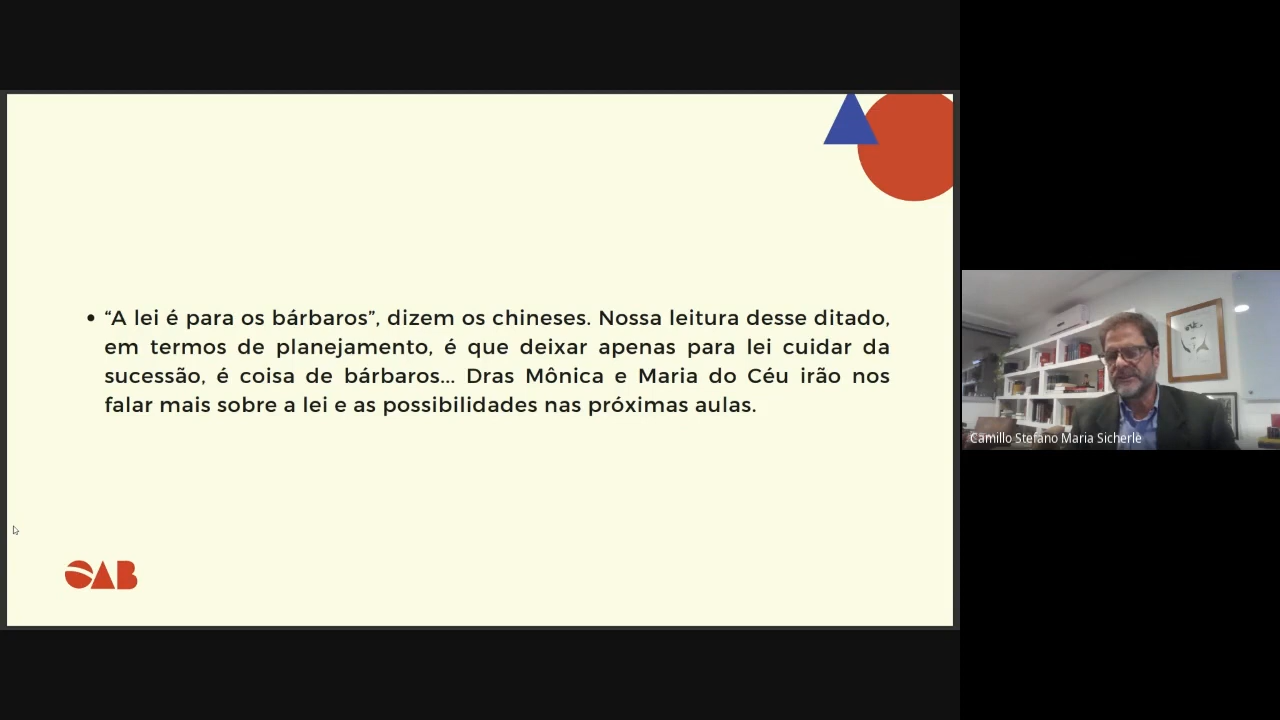 • “A lei é para os bárbaros”, dizem os chineses. Nossa leitura desse ditado,
em termos de planejamento, é que deixar apenas para lei cuidar da
sucessão, é coisa de bárbaros... Dras Mônica e Maria do Céu irão nos
falar mais sobre a lei e as possibilidades nas próximas aulas.
OAB
Camillo Stefano Maria Sicherle